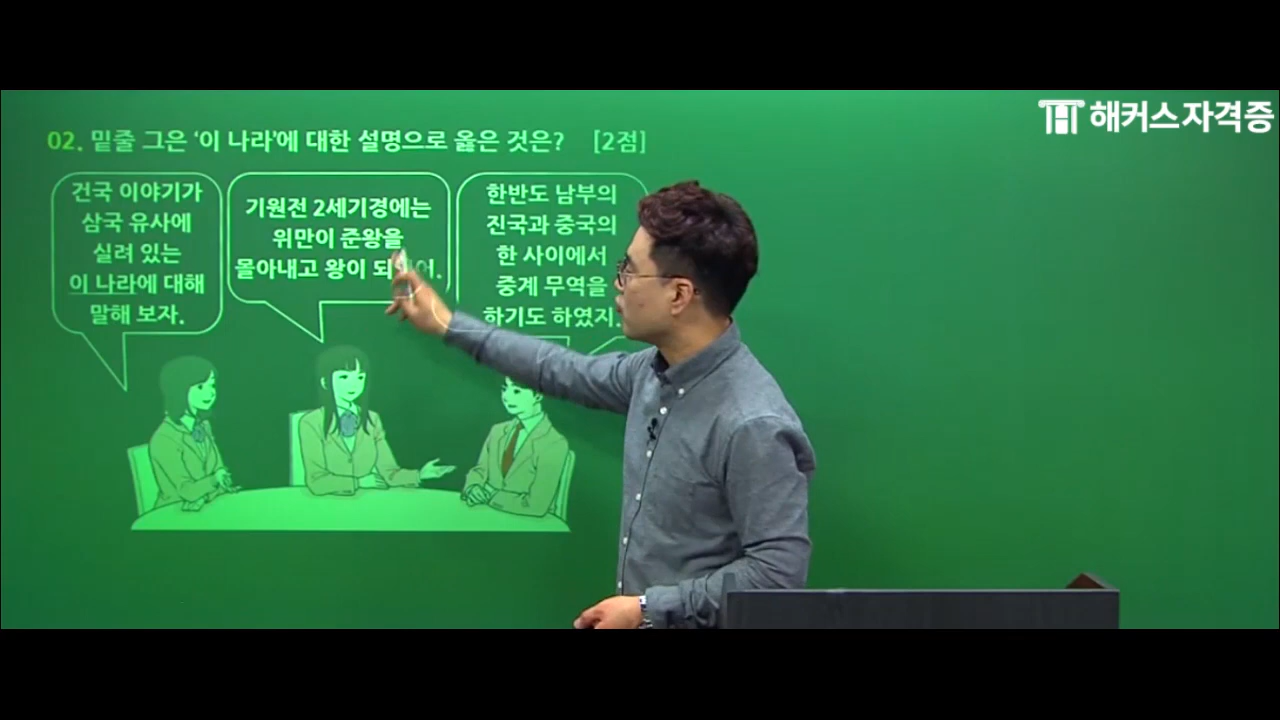 해커스자격증
02. 밑줄 그은 '이 나라'에 대한 설명으로 옳은 것은? [2점]
건국 이야기가
삼국 유사에
실려 있는
이 나라에 대해
말해 보자.
기원전 2세기경에는
위만이 준왕을
몰아내고 왕이 되었어.
한반도 남부의
진국과 중국의
한 사이에서
중계 무역을
하기도 하였지.